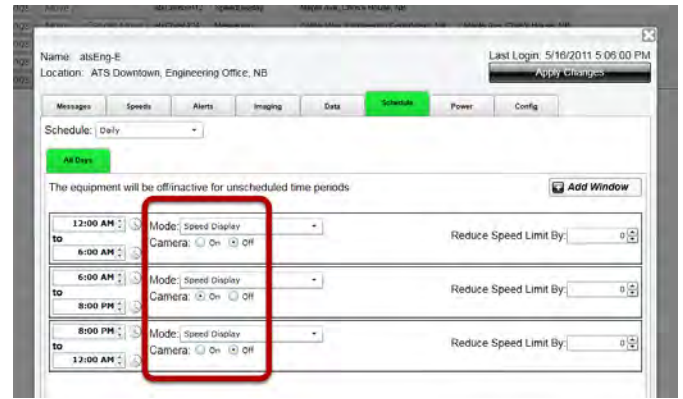 Name: atsEng-E
Last Login: 5/16/2011 5:06:00 PM
Location: ATS Downtown, Engineering Office, NB
Apply Changes
Messages Speeds Alerts Imaging Data Schedule Power Config
Schedule: Daily
All Days
The equipment will be off/inactive for unscheduled time periods
Add Window
12:00 AM
to
6:00 AM
Mode: Speed Display
Camera: On Off
Reduce Speed Limit By: 0
6:00 AM
to
8:00 PM
Mode: Speed Display
Camera: On Off
Reduce Speed Limit By: 0
8:00 PM
to
12:00 AM
Mode: Speed Display
Camera: On Off
Reduce Speed Limit By: 0